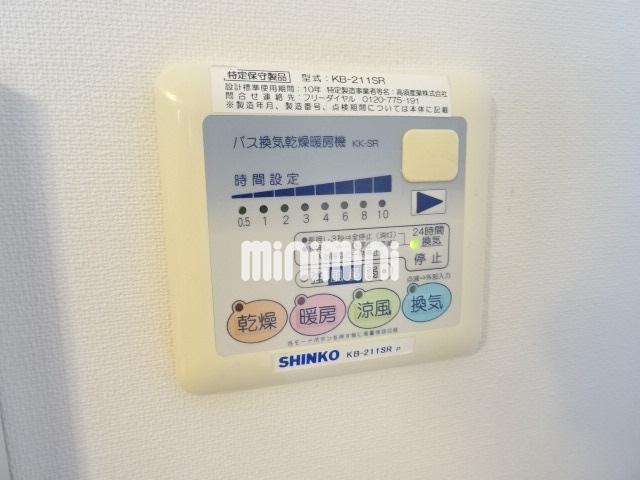 特定保守製品 型式：KB-211SR
設計標準使用期間：10年 特定製造事業者等名：高須産業株式会社
問合せ連絡先：フリーダイヤル 0120-775-191
※製造年月、製造番号、点検期間については本体に記載
バス換気乾燥暖房機 KK-SR
時間設定
0.5 1 2 3 4 6 8 10
24時間
換気
停止
minimini
乾燥 暖房 涼風 換気
SHINKO KB-211SR P